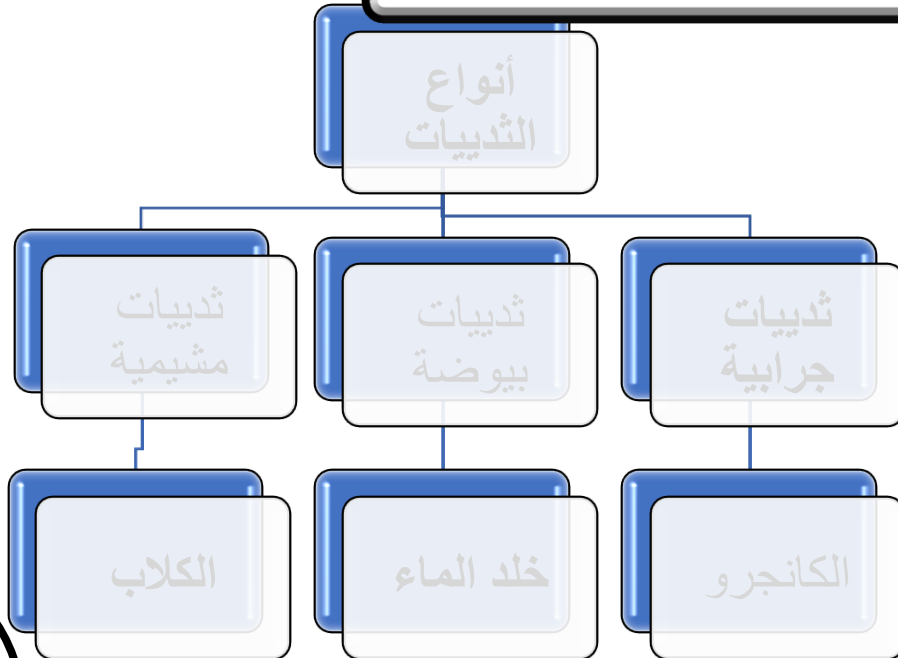 أنواع
الثدييات
ثدييات
جرابية
ثدييات
بيوضة
ثدييات
مشيمية
الكانجرو
خلد الماء
الكلاب